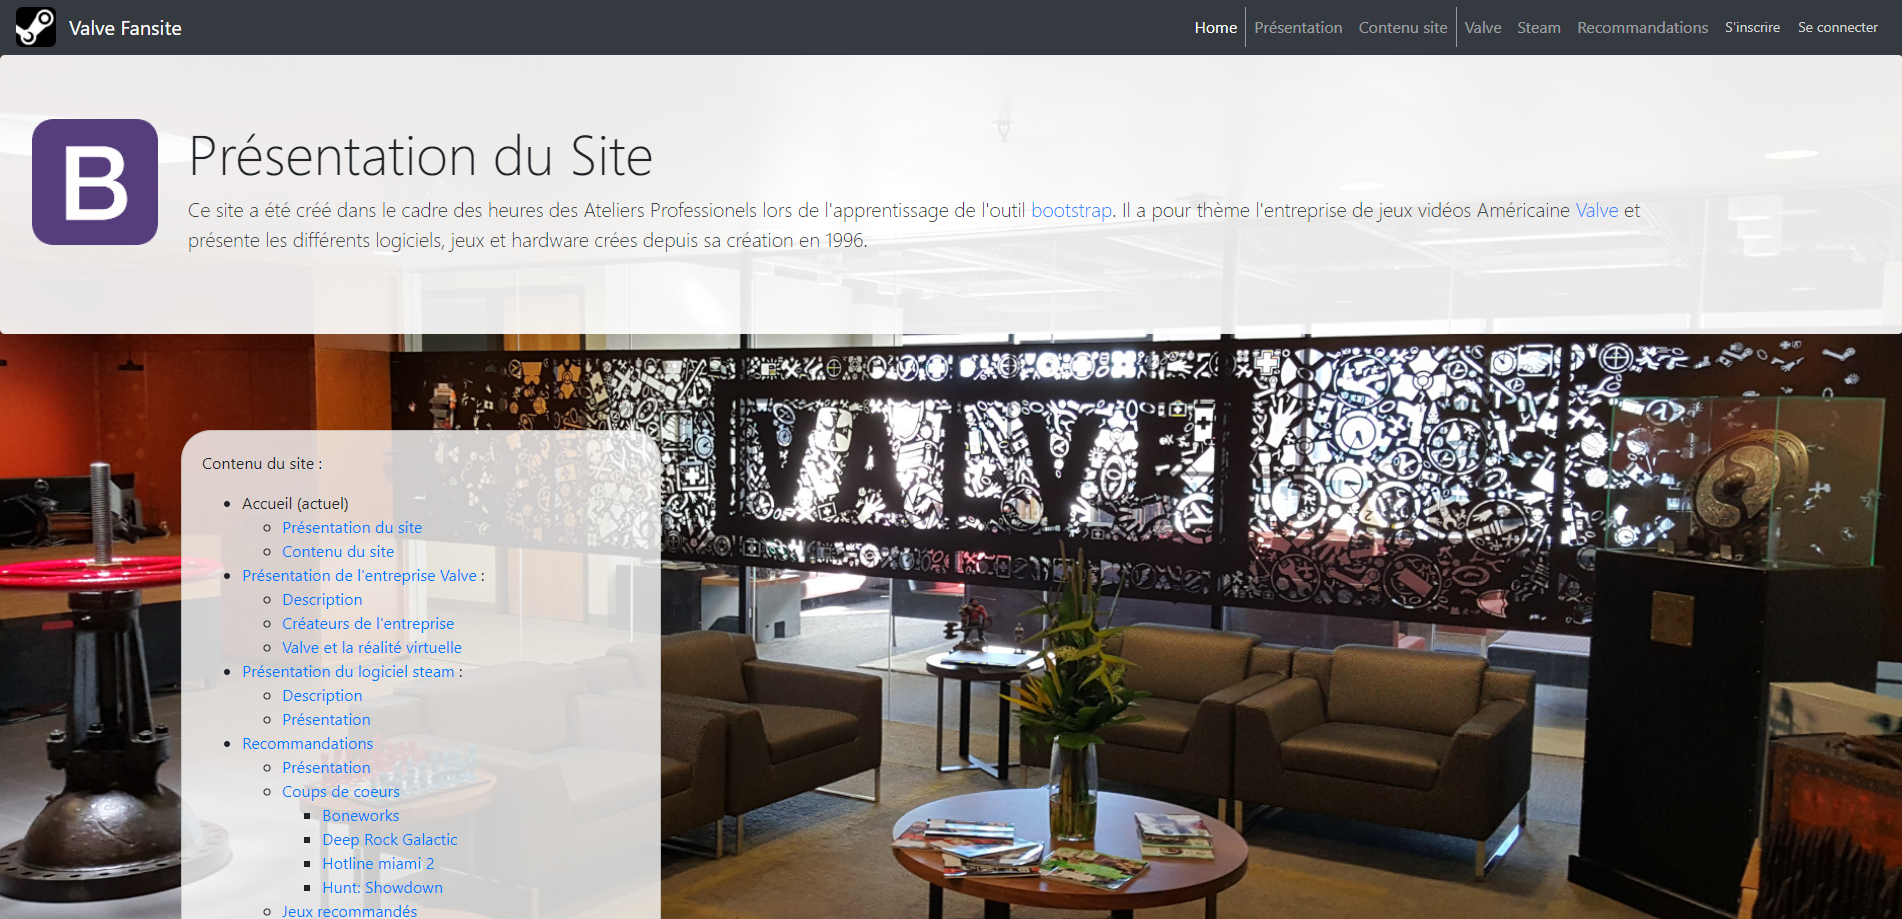 Valve Fansite
Home
Présentation
Contenu site
Valve
Steam
Recommandations
S'inscrire
Se connecter
B
Présentation du Site
Ce site a été créé dans le cadre des heures des Ateliers Professionels lors de l'apprentissage de l'outil bootstrap. Il a pour thème l'entreprise de jeux vidéos Américaine Valve et
présente les différents logiciels, jeux et hardware crées depuis sa création en 1996.
VALVE
Contenu du site :
Accueil (actuel)
Présentation du site
Contenu du site
Présentation de l'entreprise Valve :
Description
Créateurs de l'entreprise
Valve et la réalité virtuelle
Présentation du logiciel steam :
Description
Présentation
Recommandations
Présentation
Coups de coeurs
Boneworks
Deep Rock Galactic
Hotline miami 2
Hunt: Showdown
Jeux recommandés